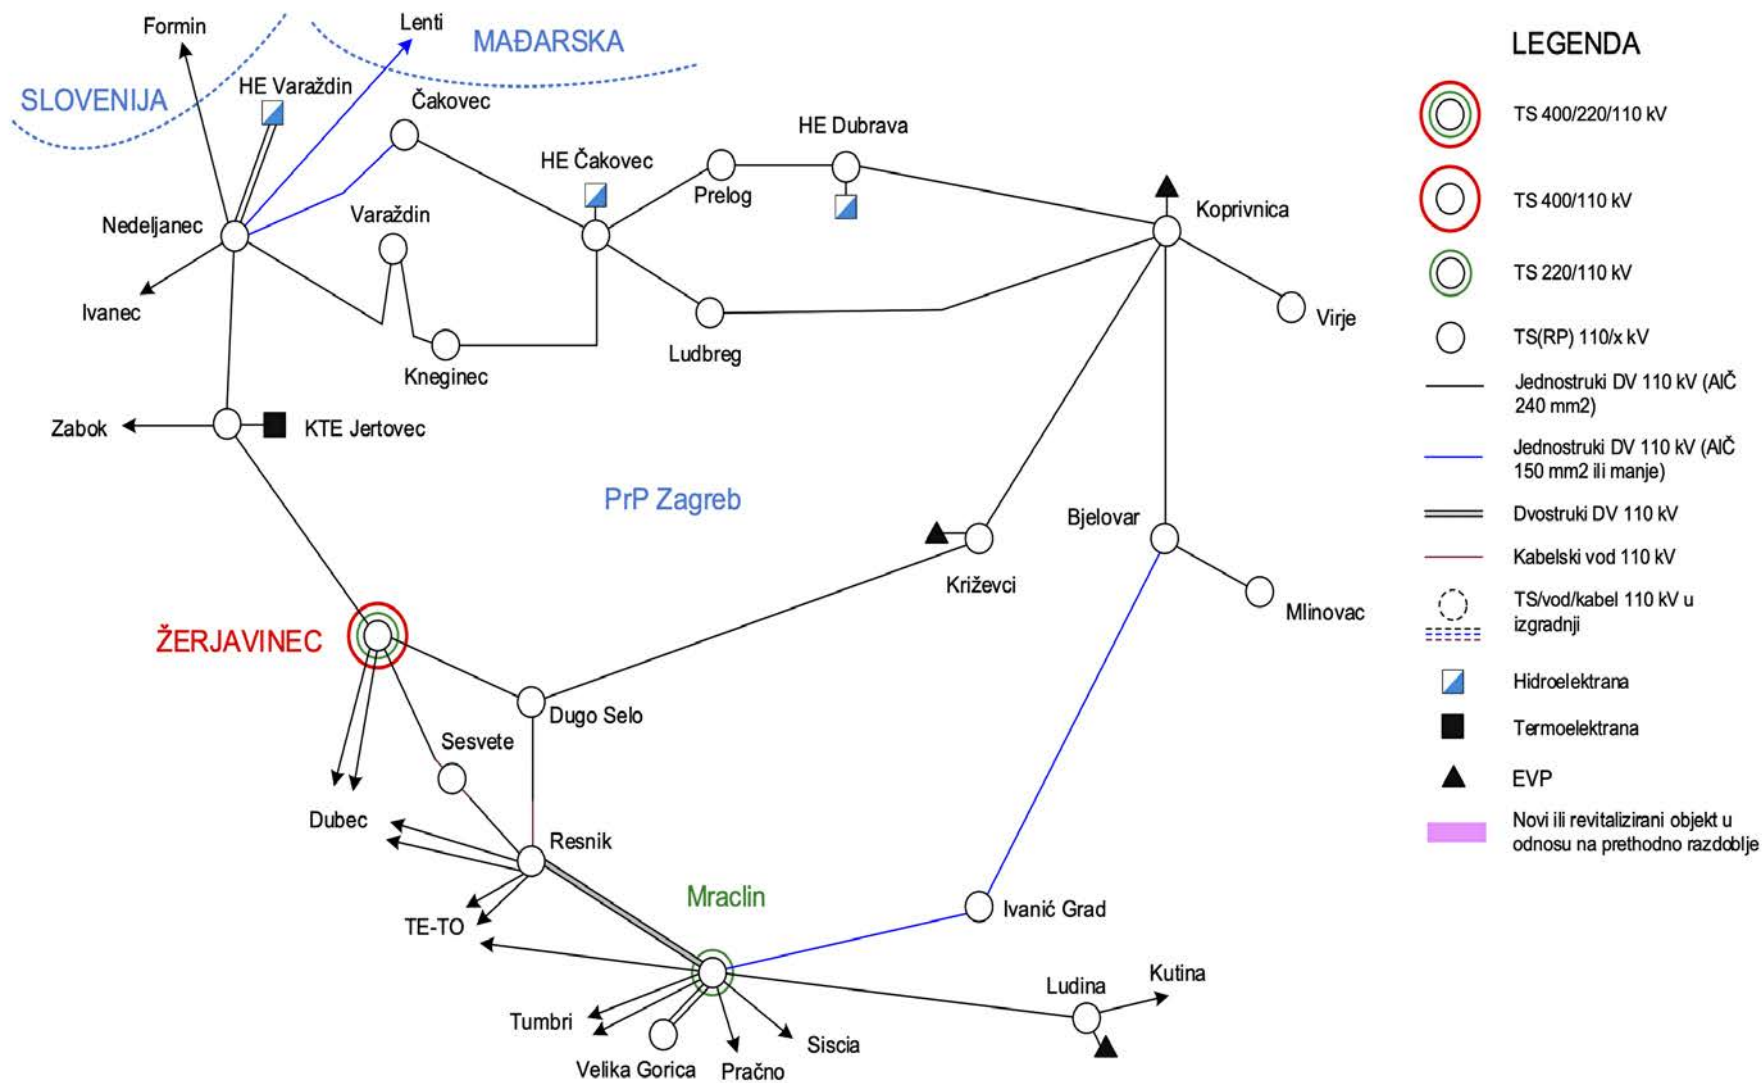 Formin
Lenti
MAĐARSKA
SLOVENIJA
HE Varaždin
Čakovec
HE Dubrava
HE Čakovec
Prelog
Koprivnica
Nedeljanec
Varaždin
Ivanec
Virje
Ludbreg
Kneginec
Zabok
KTE Jertovec
PrP Zagreb
Bjelovar
Križevci
Mlinovac
ŽERJAVINEC
Dugo Selo
Sesvete
Dubec
Resnik
Mraclin
TE-TO
Ivanić Grad
Ludina
Kutina
Tumbri
Velika Gorica
Pračno
Siscia
LEGENDA
TS 400/220/110 kV
TS 400/110 kV
TS 220/110 kV
TS(RP) 110/x kV
Jednostruki DV 110 kV (AlČ
240 mm2)
Jednostruki DV 110 kV (AlČ
150 mm2 ili manje)
Dvostruki DV 110 kV
Kabelski vod 110 kV
TS/vod/kabel 110 kV u
izgradnji
Hidroelektrana
Termoelektrana
EVP
Novi ili revitalizirani objekt u
odnosu na prethodno razdoblje